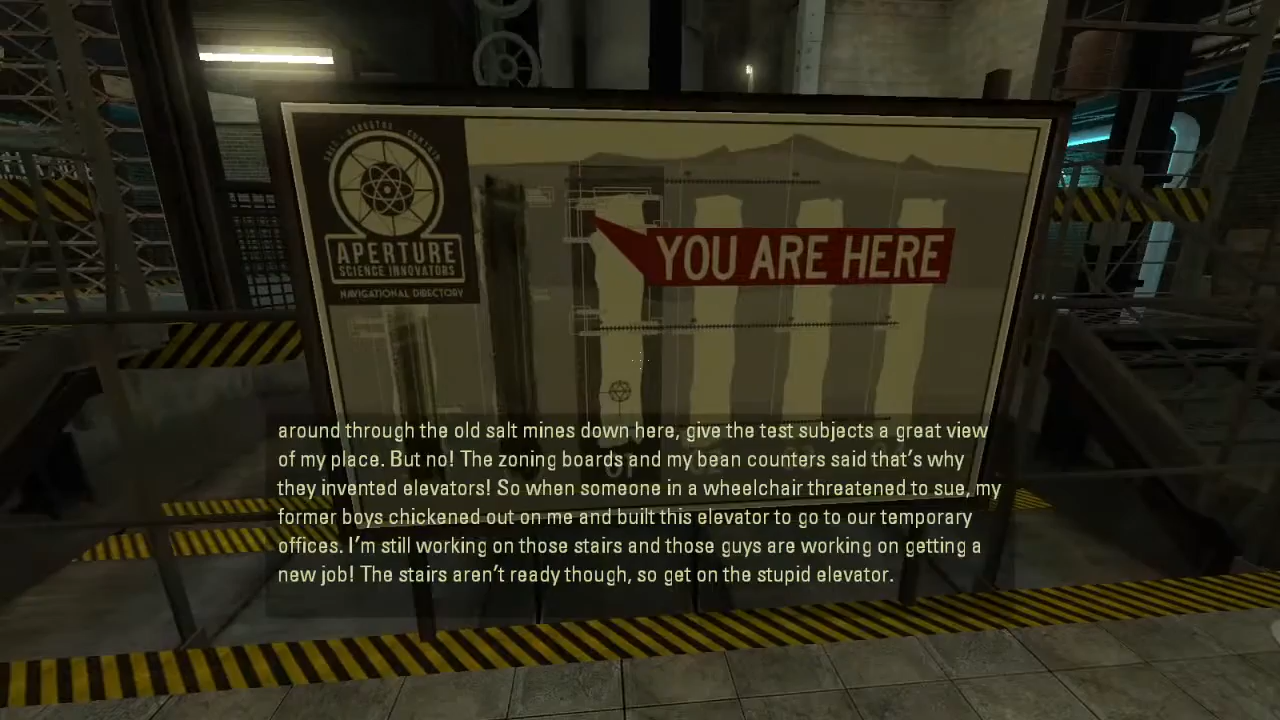 PAST · ASBESTOS · CURTAIN
APERTURE
SCIENCE INNOVATORS
NAVIGATIONAL DIRECTORY
YOU ARE HERE
around through the old salt mines down here, give the test subjects a great view
of my place. But no! The zoning boards and my bean counters said that's why
they invented elevators! So when someone in a wheelchair threatened to sue, my
former boys chickened out on me and built this elevator to go to our temporary
offices. I'm still working on those stairs and those guys are working on getting a
new job! The stairs aren't ready though, so get on the stupid elevator.